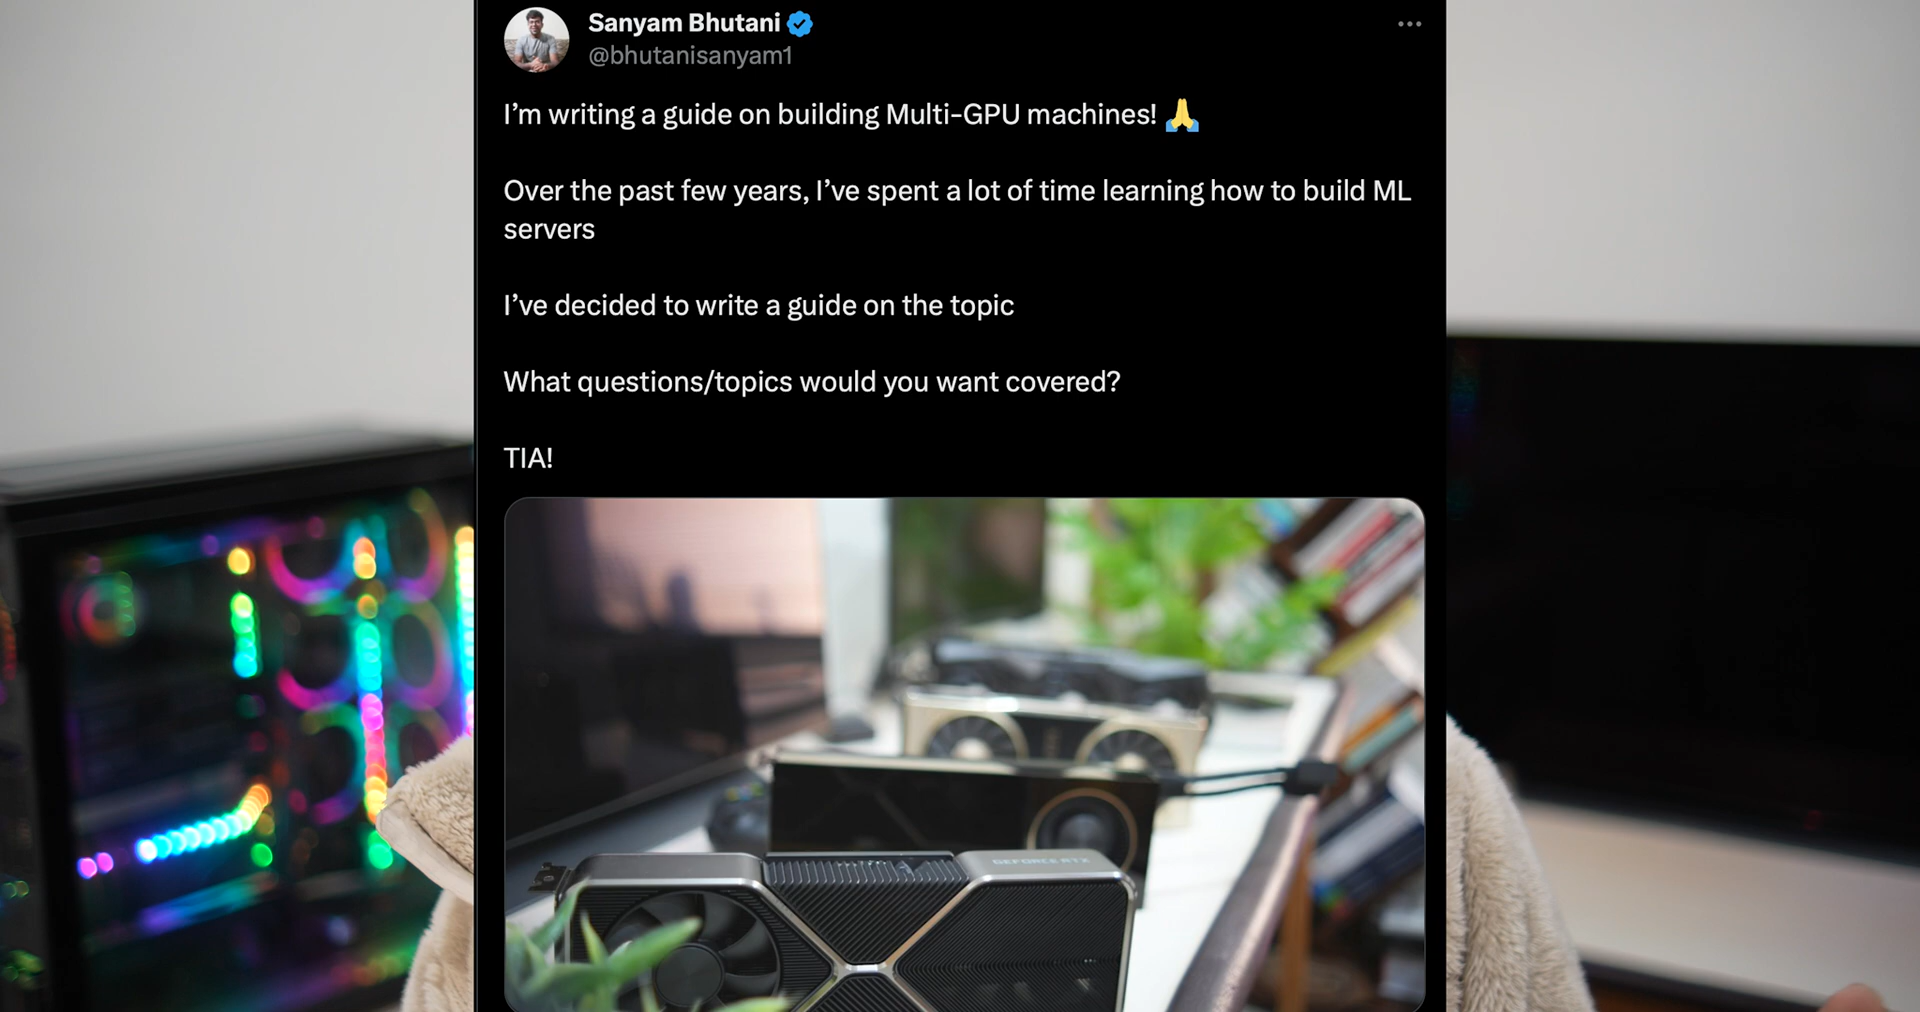 Sanyam Bhutani
@bhutanisanyam1
I’m writing a guide on building Multi-GPU machines! 🙏
Over the past few years, I’ve spent a lot of time learning how to build ML
servers
I’ve decided to write a guide on the topic
What questions/topics would you want covered?
TIA!
GEFORCE RTX